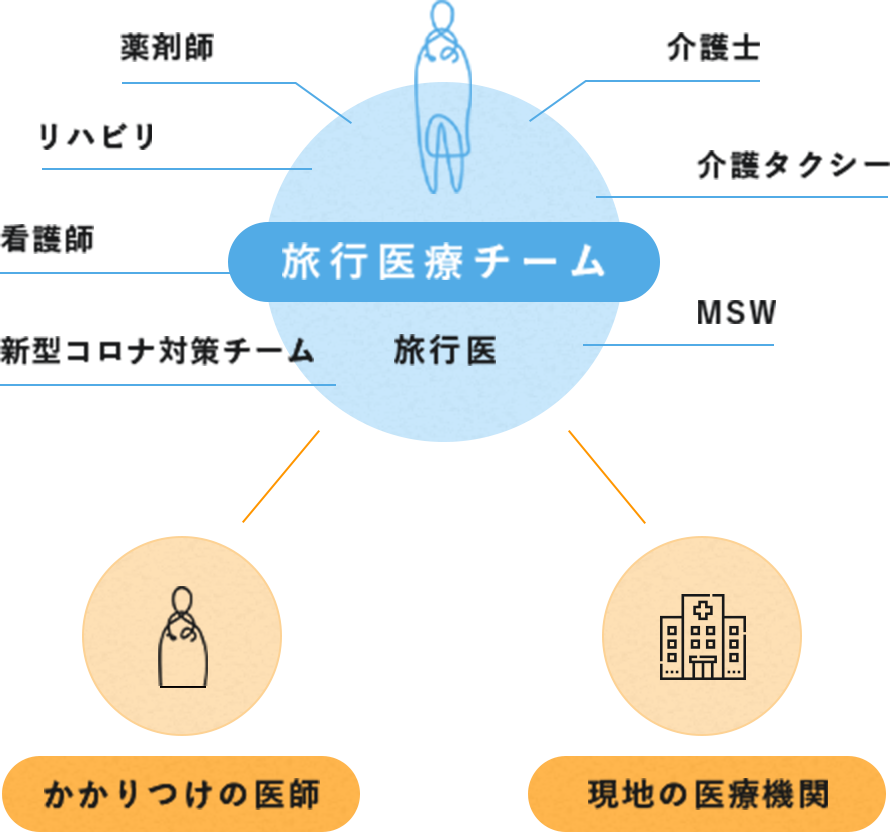 薬剤師
介護士
リハビリ
介護タクシー
看護師
旅行医療チーム
MSW
新型コロナ対策チーム
旅行医
かかりつけの医師
現地の医療機関